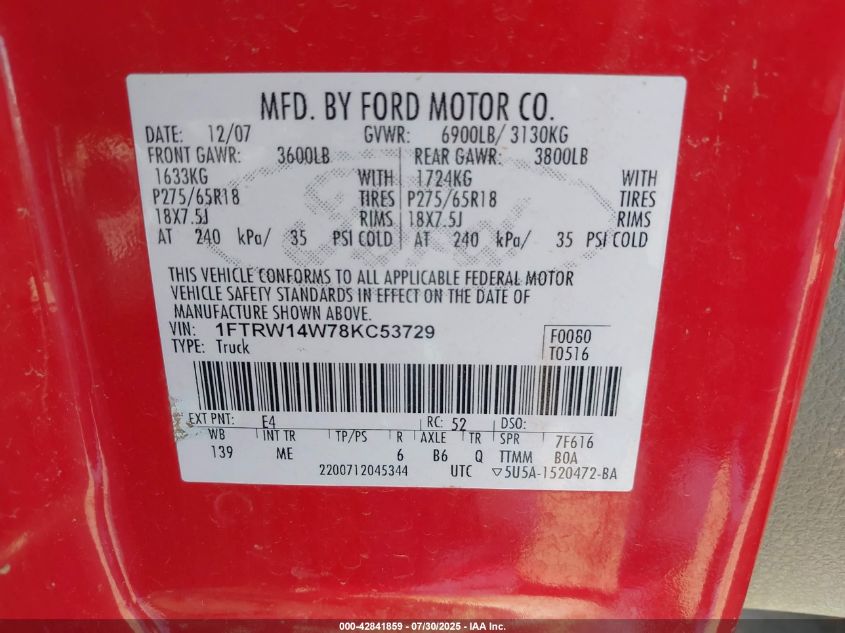 MFD. BY FORD MOTOR CO.
DATE: 12/07 GVWR: 6900LB/ 3130KG
FRONT GAWR: 3600LB REAR GAWR: 3800LB
1633KG WITH 1724KG WITH
P275/65R18 TIRES P275/65R18 TIRES
18X7.5J RIMS 18X7.5J RIMS
AT 240 kPa/ 35 PSI COLD AT 240 kPa/ 35 PSI COLD
THIS VEHICLE CONFORMS TO ALL APPLICABLE FEDERAL MOTOR
VEHICLE SAFETY STANDARDS IN EFFECT ON THE DATE OF
MANUFACTURE SHOWN ABOVE.
VIN: 1FTRW14W78KC53729 F0080
TYPE: Truck T0516
EXT PNT: E4 RC: 52 DSO:
WB INT TR TP/PS R AXLE TR SPR 7F616
139 ME 6 B6 Q TTMM B0A
2200712045344 UTC ▽5U5A-1520472-BA
000-42841859 - 07/30/2025 - IAA Inc.